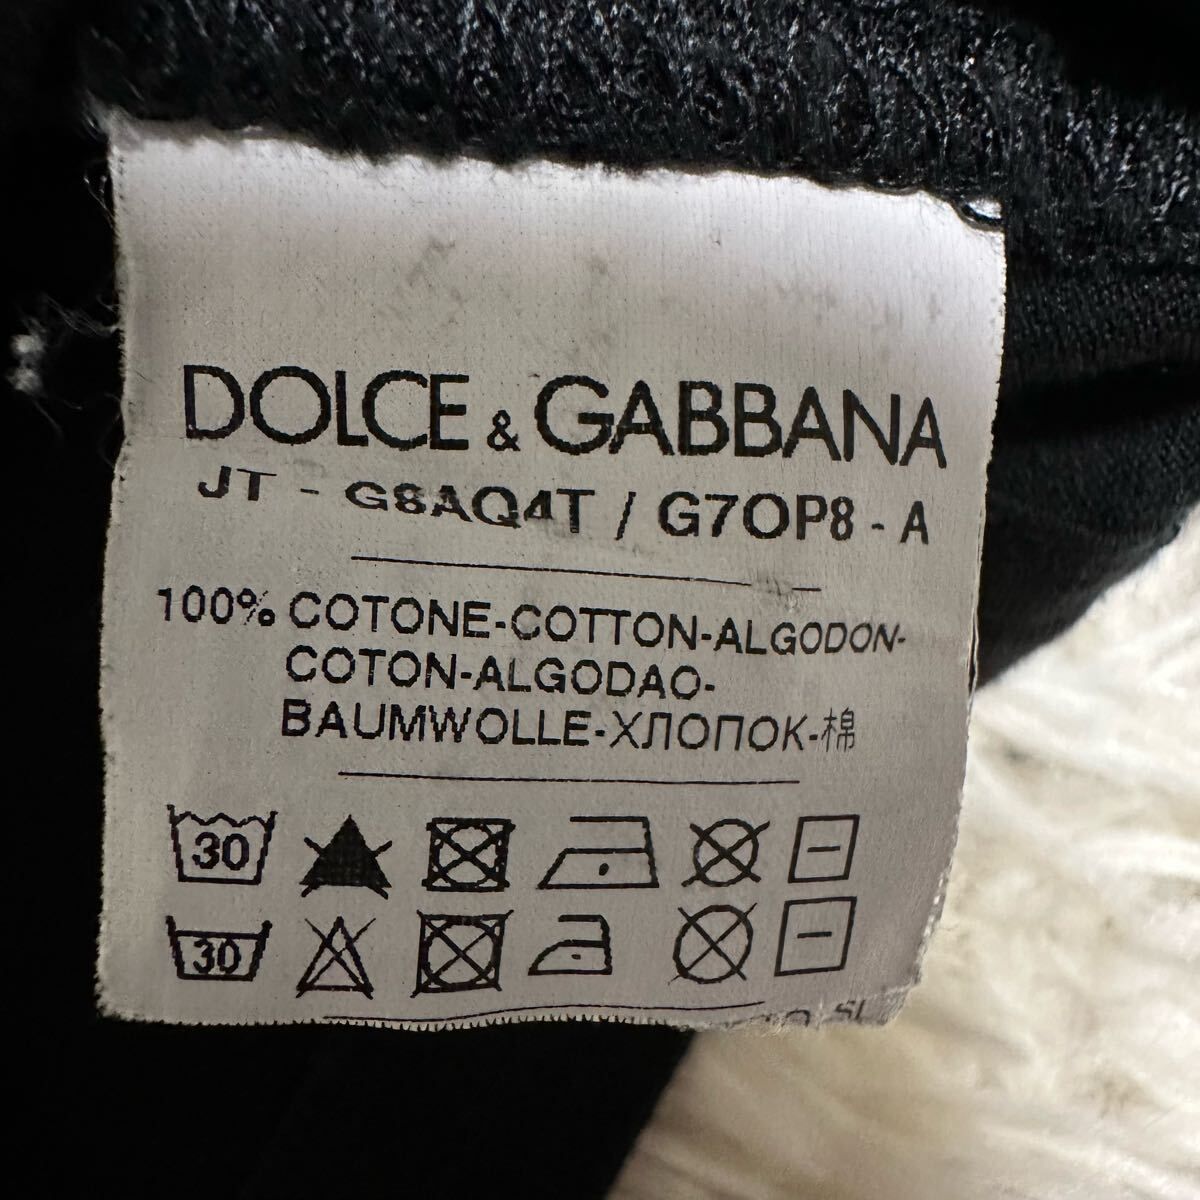 DOLCE & GABBANA
JT - G8AQ4T / G7OP8 - A
100% COTONE-COTTON-ALGODON-
COTON-ALGODAO-
BAUMWOLLE-ХЛОПОК-棉
30
30